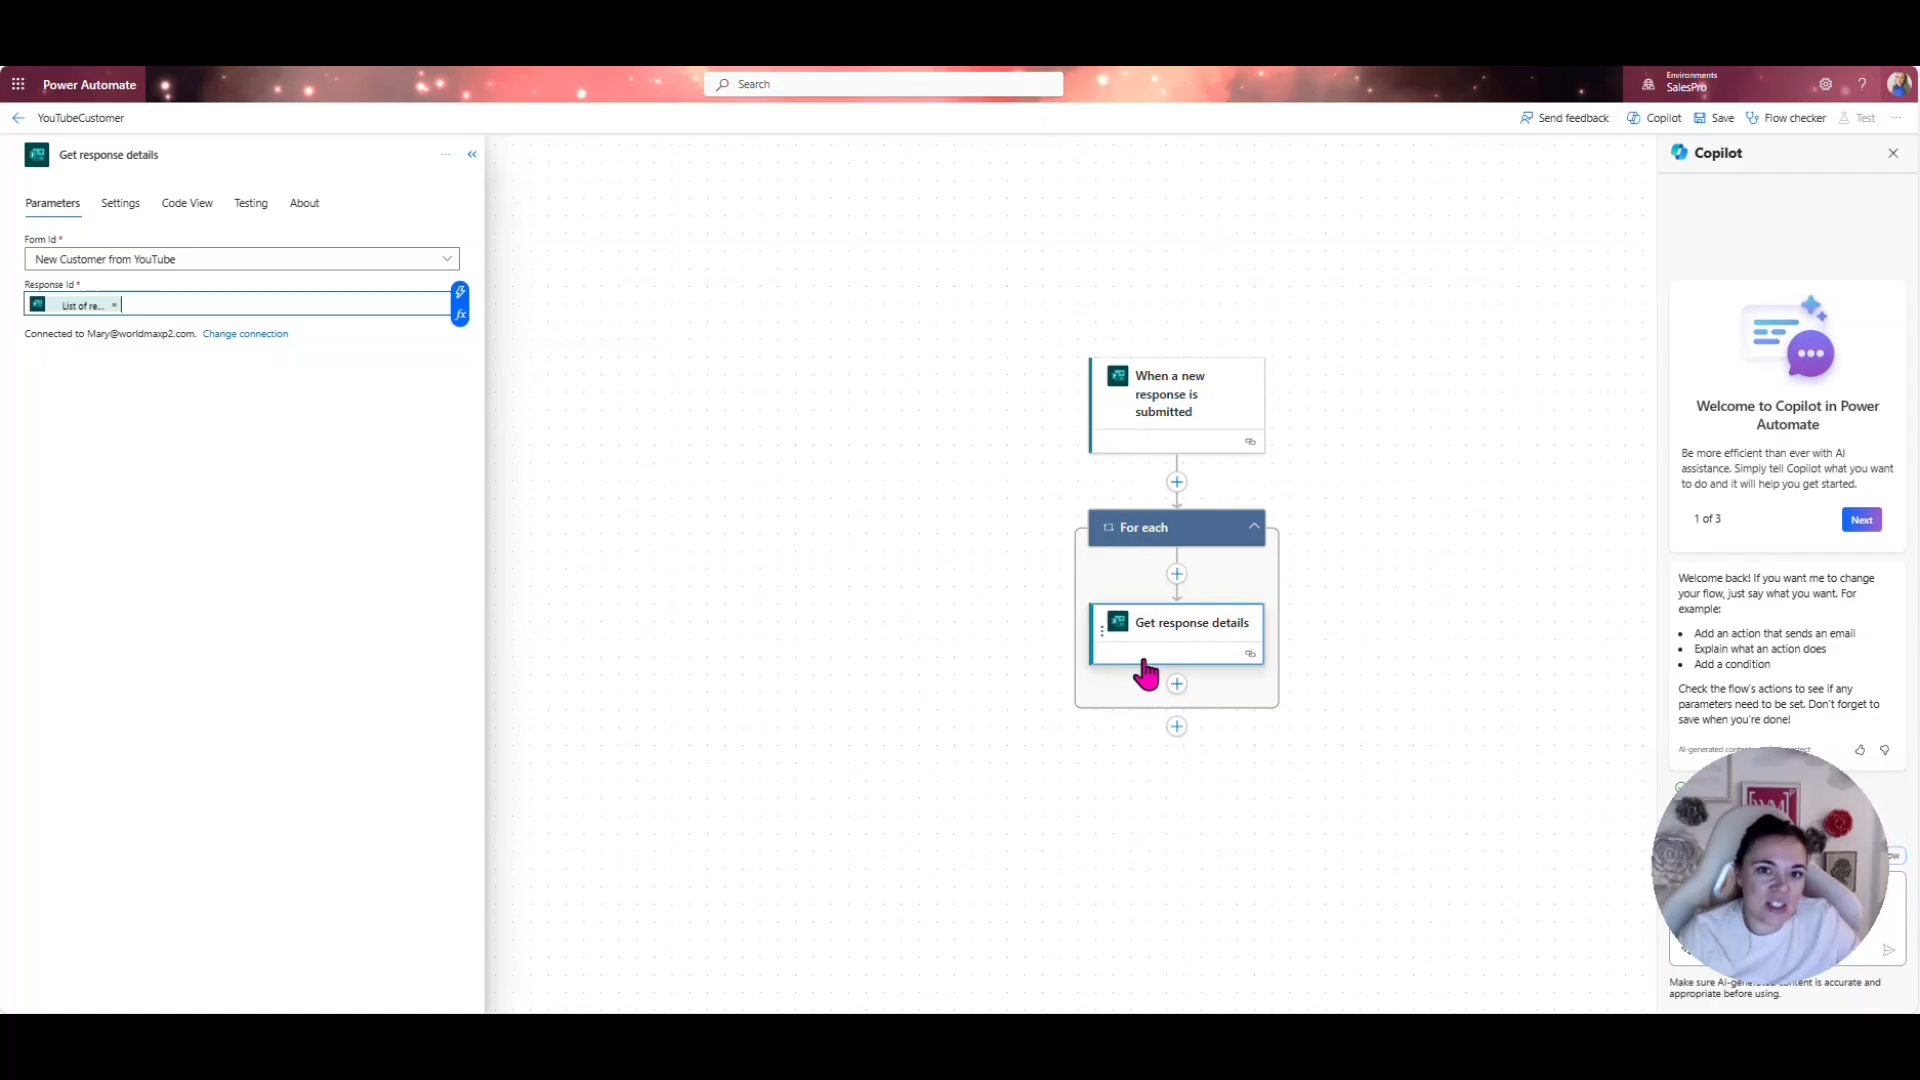 Power Automate
Search
Environments
SalesPro
?
YouTubeCustomer
Send feedback
Copilot
Save
Flow checker
Test
Get response details
Parameters
Settings
Code View
Testing
About
Form Id *
New Customer from YouTube
Response Id *
List of re... ×
fx
Connected to Mary@worldmaxp2.com. Change connection
When a new
response is
submitted
For each
Get response details
Copilot
Welcome to Copilot in Power
Automate
Be more efficient than ever with AI
assistance. Simply tell Copilot what you want
to do and it will help you get started.
1 of 3
Next
Welcome back! If you want me to change
your flow, just say what you want. For
example:
• Add an action that sends an email
• Explain what an action does
• Add a condition
Check the flow's actions to see if any
parameters need to be set. Don't forget to
save when you're done!
AI-generated
Make sure AI-generated content is accurate and
appropriate before using.